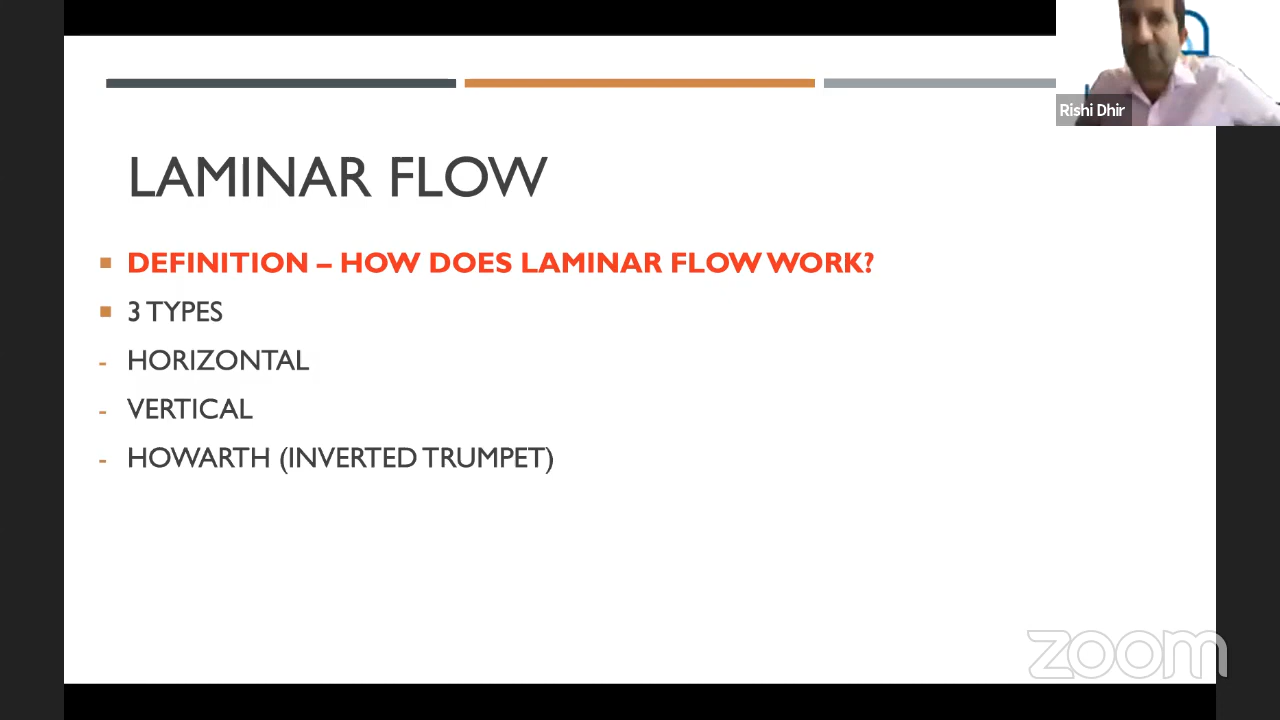 Rishi Dhir
LAMINAR FLOW
DEFINITION – HOW DOES LAMINAR FLOW WORK?
3 TYPES
- HORIZONTAL
- VERTICAL
- HOWARTH (INVERTED TRUMPET)
zoom